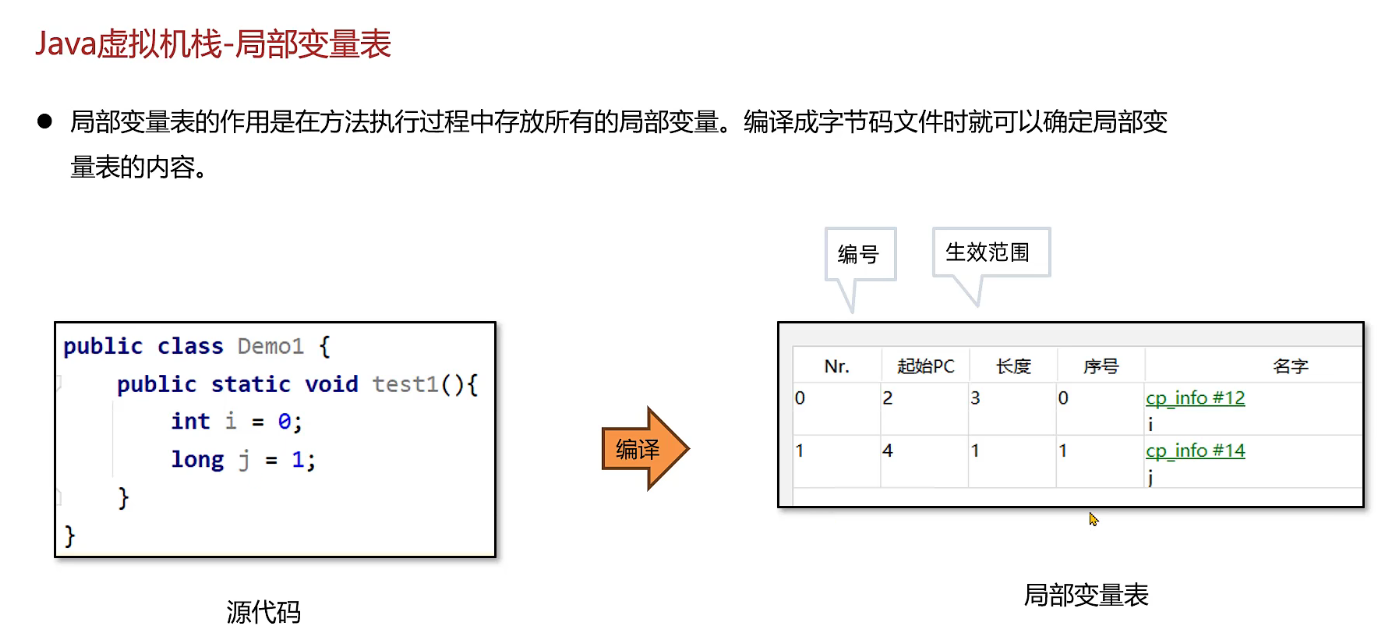 Java虚拟机栈-局部变量表
● 局部变量表的作用是在方法执行过程中存放所有的局部变量。编译成字节码文件时就可以确定局部变
量表的内容。
编号
生效范围
public class Demo1 {
public static void test1(){
int i = 0;
long j = 1;
}
}
源代码
编译
Nr. 起始PC 长度 序号 名字
0 2 3 0 cp_info #12
i
1 4 1 1 cp_info #14
j
局部变量表